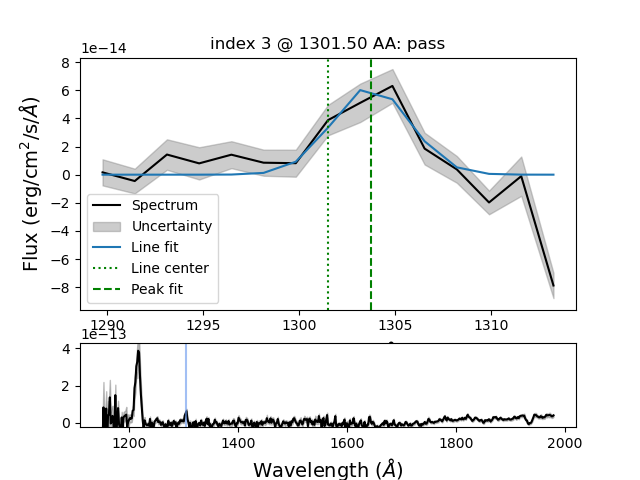 index 3 @ 1301.50 AA: pass
1e−14
8
6
4
2
0
−2
−4
−6
−8
Flux (erg/cm²/s/Å)
Spectrum
Uncertainty
Line fit
Line center
Peak fit
1290 1295 1300 1305 1310
1e−13
4
2
0
1200 1400 1600 1800 2000
Wavelength (Å)